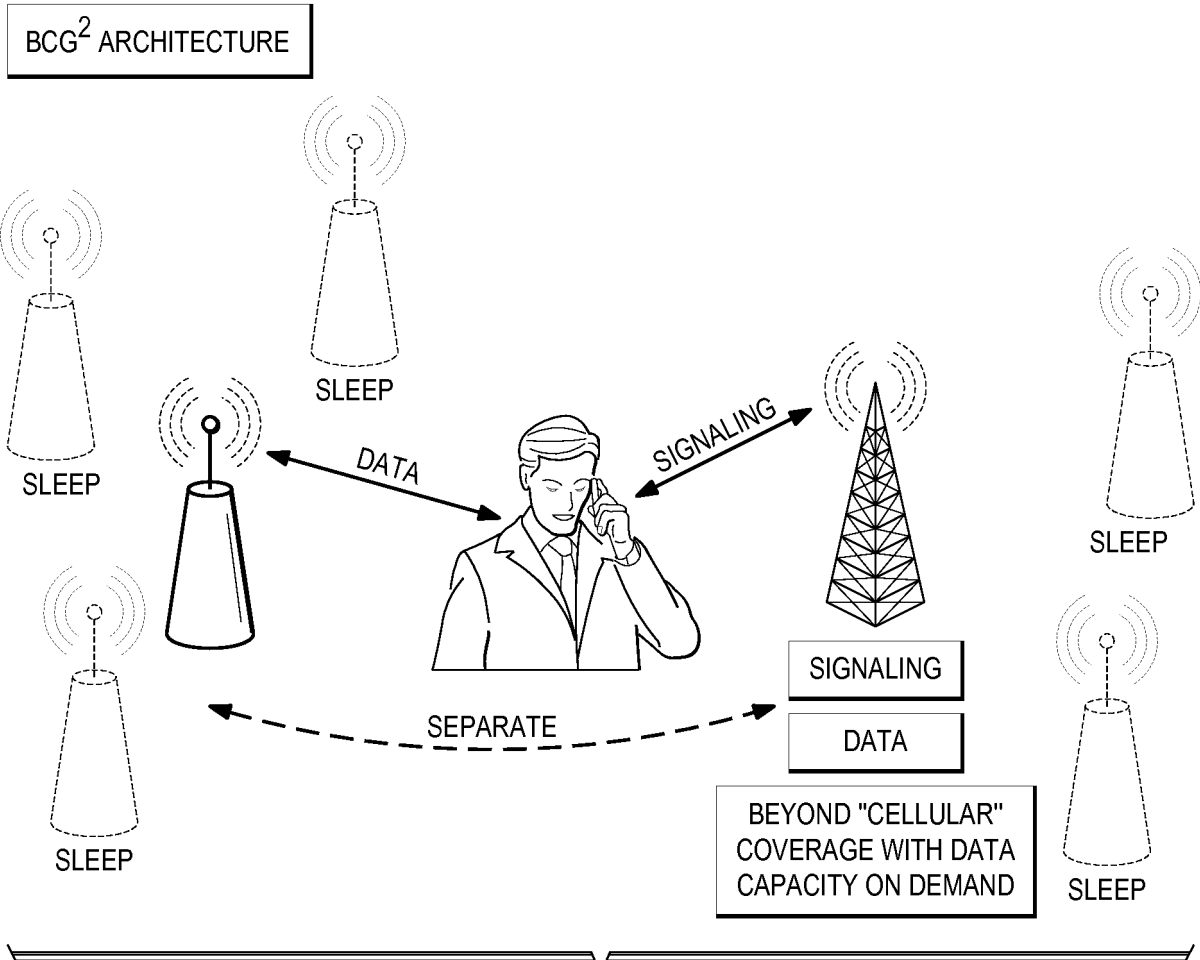 BCG² ARCHITECTURE
SLEEP
SLEEP
DATA
SIGNALING
SLEEP
SIGNALING
SEPARATE
DATA
BEYOND "CELLULAR"
COVERAGE WITH DATA
CAPACITY ON DEMAND
SLEEP
SLEEP